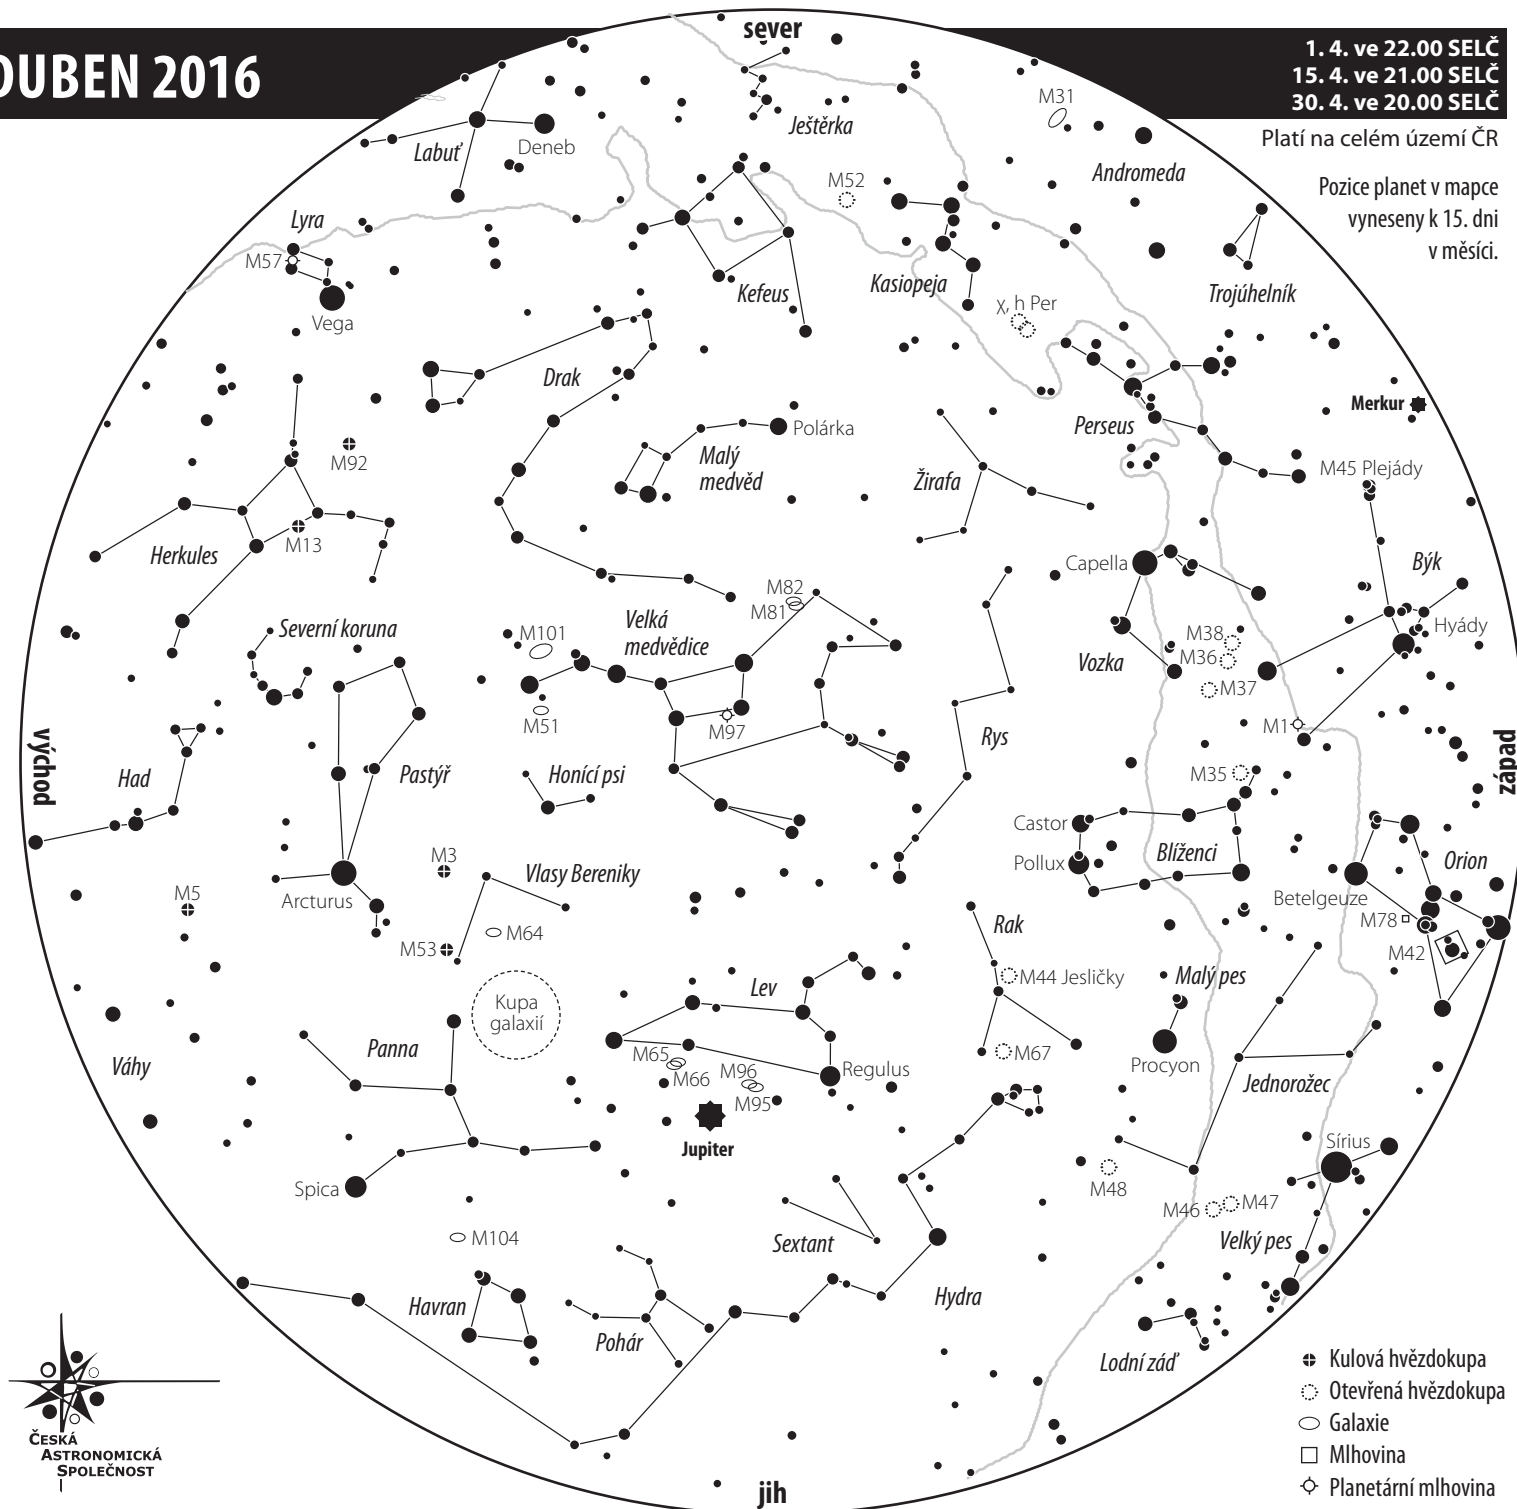 DUBEN 2016
1. 4. ve 22.00 SELČ
15. 4. ve 21.00 SELČ
30. 4. ve 20.00 SELČ
Platí na celém území ČR
Pozice planet v mapce
vyneseny k 15. dni
v měsíci.
sever
M31
Ještěrka
Labuť
Deneb
Andromeda
M52
Lyra
M57
Kasiopeja
Kefeus
Trojúhelník
χ, h Per
Vega
Drak
Merkur
Polárka
Perseus
Malý
medvěd
M92
Žirafa
M45 Plejády
M13
Herkules
Capella
Býk
M82
M81
Severní koruna
M101
Velká
medvědice
Hyády
M38
M36
Vozka
M37
M51
M97
M1
Rys
východ
západ
Had
Pastýř
Honící psi
M35
Castor
Pollux
Blíženci
Orion
M3
Vlasy Bereniky
M5
Arcturus
Betelgeuze
M78
M42
Rak
M64
M53
M44 Jesličky
Malý pes
Lev
Kupa
galaxií
Panna
M65
M66
M96
M95
Regulus
M67
Procyon
Váhy
Jednorožec
Jupiter
Sírius
Spica
M48
M46
M47
M104
Sextant
Velký pes
Havran
Pohár
Hydra
Lodní záď
jih
Kulová hvězdokupa
Otevřená hvězdokupa
Galaxie
Mlhovina
Planetární mlhovina
ČESKÁ
ASTRONOMICKÁ
SPOLEČNOST